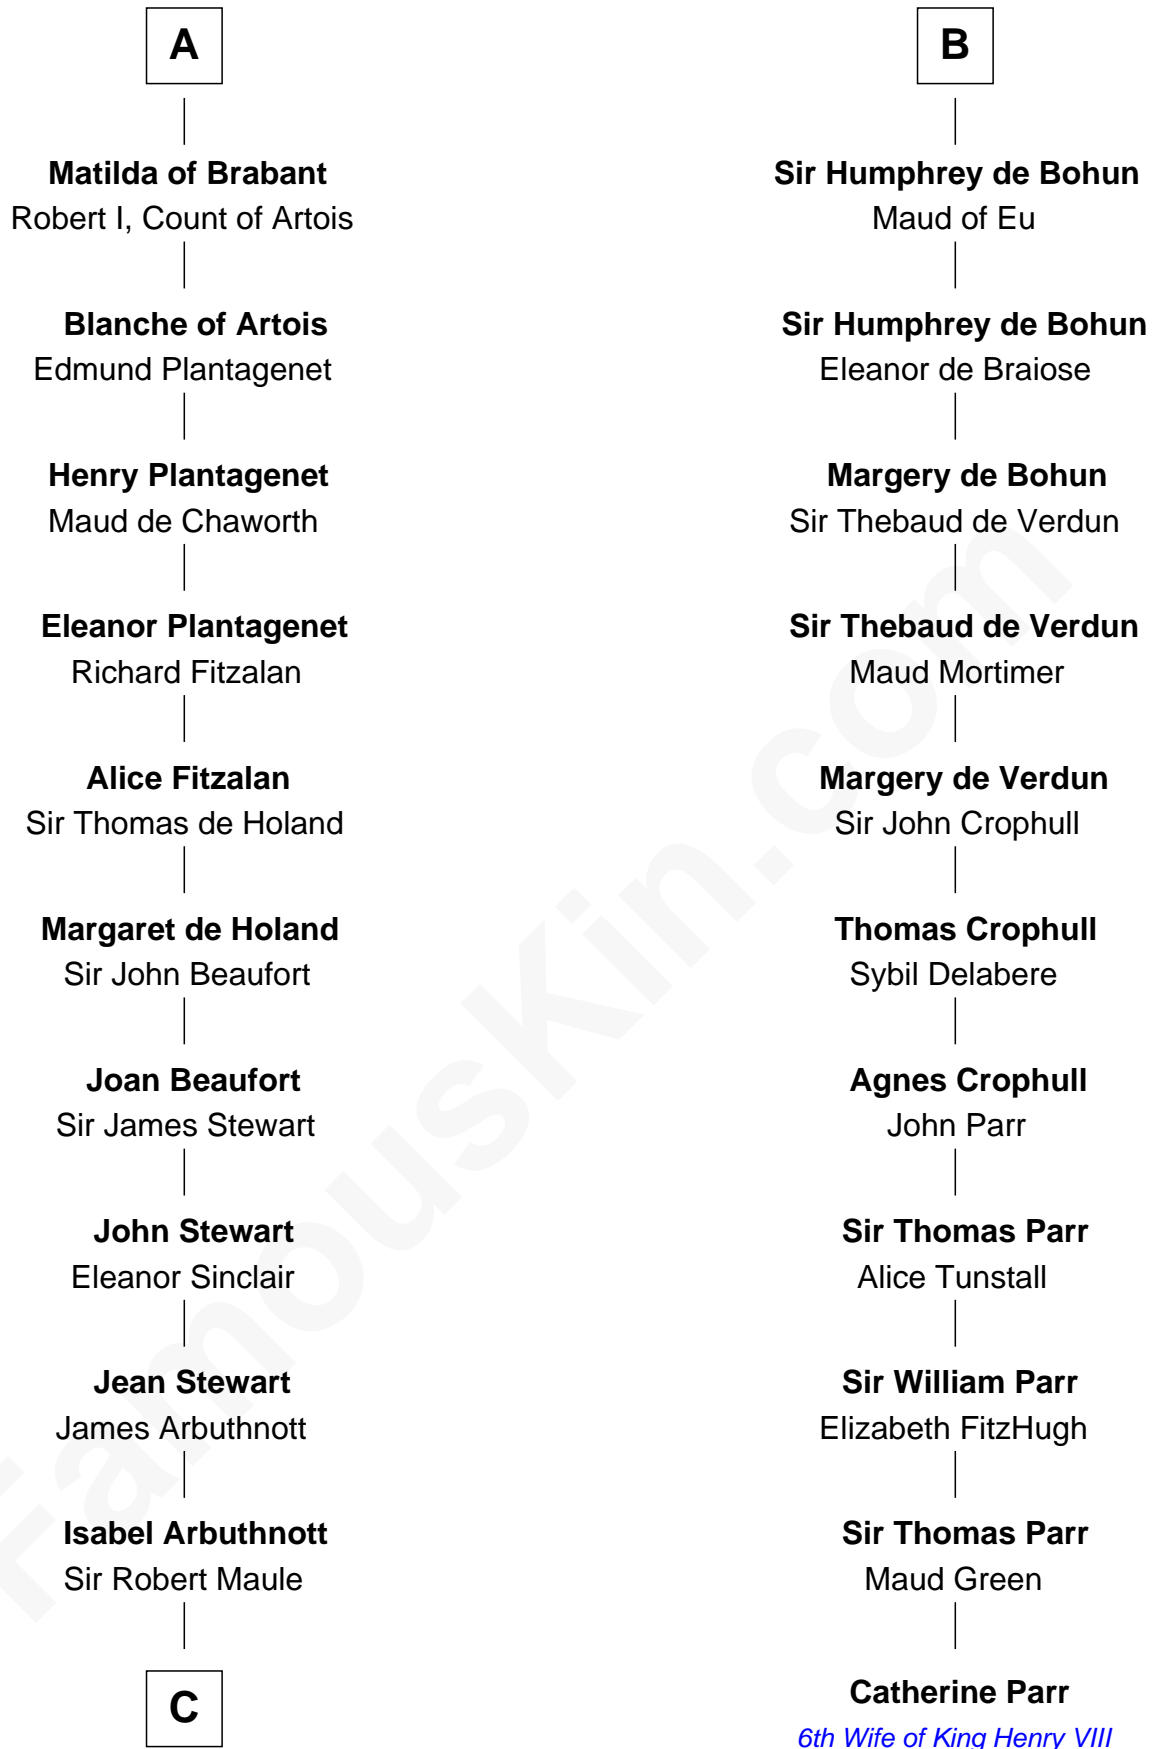 A
Matilda of Brabant
Robert I, Count of Artois
Blanche of Artois
Edmund Plantagenet
Henry Plantagenet
Maud de Chaworth
Eleanor Plantagenet
Richard Fitzalan
Alice Fitzalan
Sir Thomas de Holand
Margaret de Holand
Sir John Beaufort
Joan Beaufort
Sir James Stewart
John Stewart
Eleanor Sinclair
Jean Stewart
James Arbuthnott
Isabel Arbuthnott
Sir Robert Maule
C
B
Sir Humphrey de Bohun
Maud of Eu
Sir Humphrey de Bohun
Eleanor de Braiose
Margery de Bohun
Sir Thebaud de Verdun
Sir Thebaud de Verdun
Maud Mortimer
Margery de Verdun
Sir John Crophull
Thomas Crophull
Sybil Delabere
Agnes Crophull
John Parr
Sir Thomas Parr
Alice Tunstall
Sir William Parr
Elizabeth FitzHugh
Sir Thomas Parr
Maud Green
Catherine Parr
6th Wife of King Henry VIII
FamousKin.com